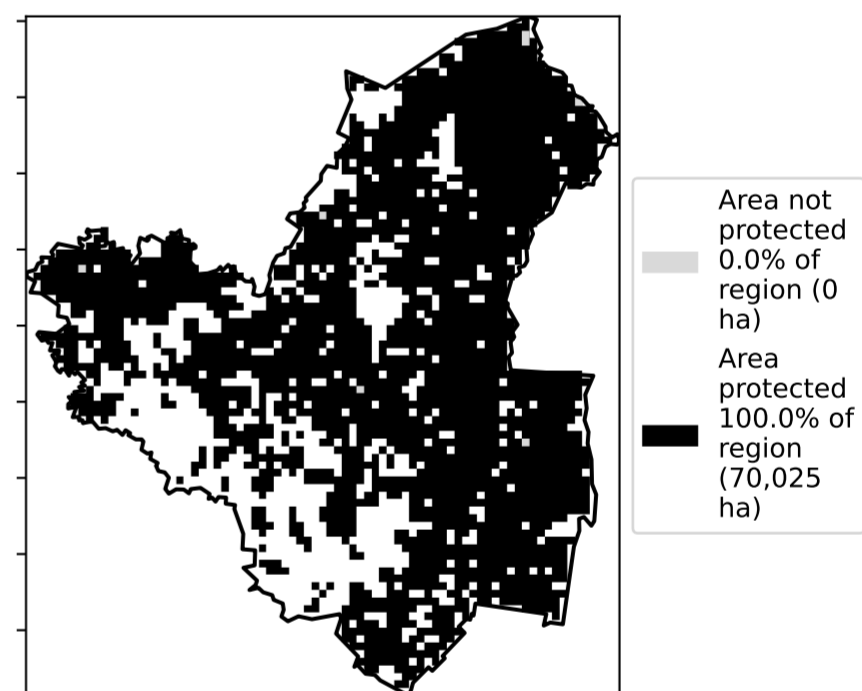 Area not
protected
0.0% of
region (0
ha)
Area
protected
100.0% of
region
(70,025
ha)